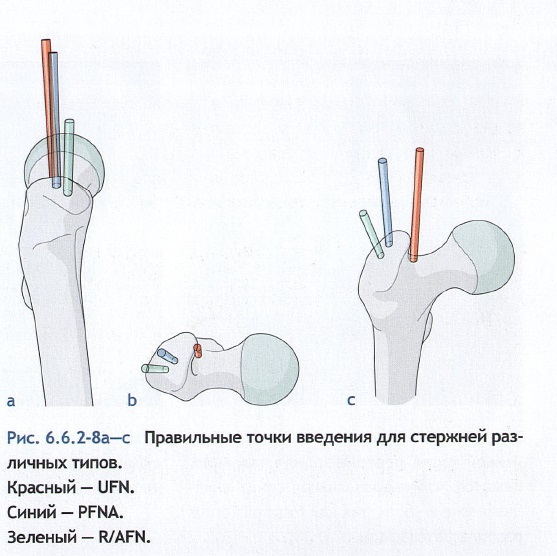 a
b
c
Рис. 6.6.2-8a—c Правильные точки введения для стержней раз-
личных типов.
Красный — UFN.
Синий — PFNA.
Зеленый — R/AFN.